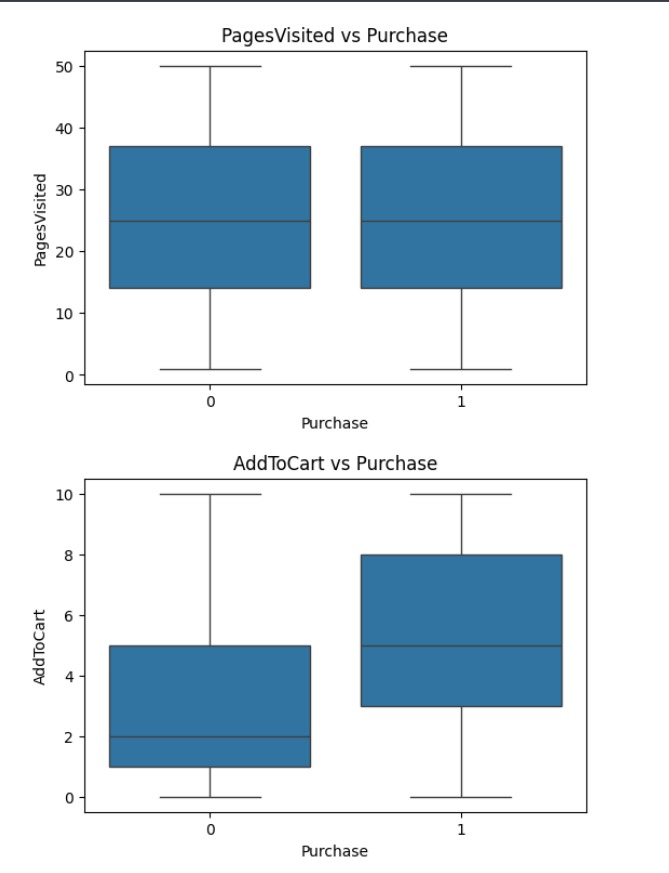 PagesVisited vs Purchase
50
40
30
20
10
0
PagesVisited
0 1
Purchase
AddToCart vs Purchase
10
8
6
4
2
0
AddToCart
0 1
Purchase